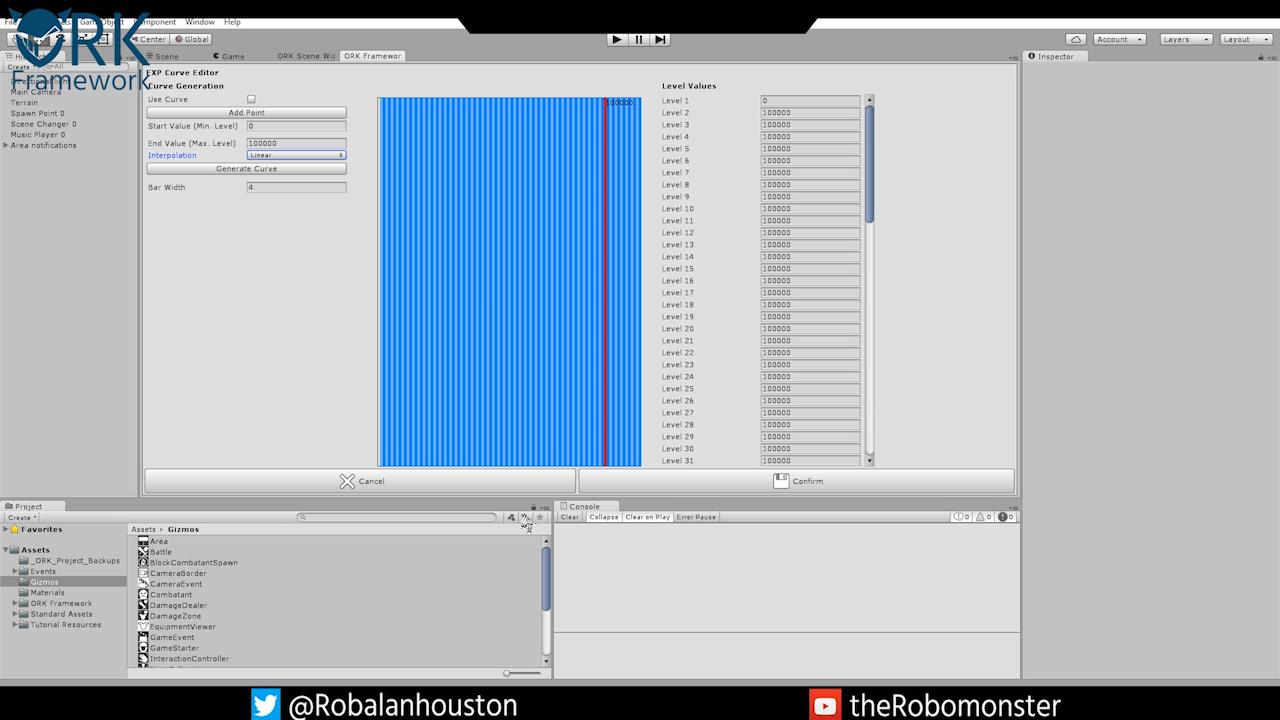 Component Window Help
ORK
Framework
Center Global
Account Layers Layout
Scene Game ORK Scene Wiz ORK Framewor
Inspector
Create All
Main Camera
Terrain
Spawn Point 0
Scene Changer 0
Music Player 0
Area notifications
EXP Curve Editor
Curve Generation
Use Curve
Add Point
Start Value (Min. Level) 0
End Value (Max. Level) 100000
Interpolation Linear
Generate Curve
Bar Width 4
100000
Level Values
Level 1 0
Level 2 100000
Level 3 100000
Level 4 100000
Level 5 100000
Level 6 100000
Level 7 100000
Level 8 100000
Level 9 100000
Level 10 100000
Level 11 100000
Level 12 100000
Level 13 100000
Level 14 100000
Level 15 100000
Level 16 100000
Level 17 100000
Level 18 100000
Level 19 100000
Level 20 100000
Level 21 100000
Level 22 100000
Level 23 100000
Level 24 100000
Level 25 100000
Level 26 100000
Level 27 100000
Level 28 100000
Level 29 100000
Level 30 100000
Level 31 100000
Cancel
Confirm
Project
Create
Favorites
Assets
_ORK_Project_Backups
Events
Gizmos
Materials
ORK Framework
Standard Assets
Tutorial Resources
Assets Gizmos
Area
Battle
BlockCombatantSpawn
CameraBorder
CameraEvent
Combatant
DamageDealer
DamageZone
EquipmentViewer
GameEvent
GameStarter
InteractionController
Console
Clear Collapse Clear on Play Error Pause
0 0 0
@Robalanhouston
theRobomonster